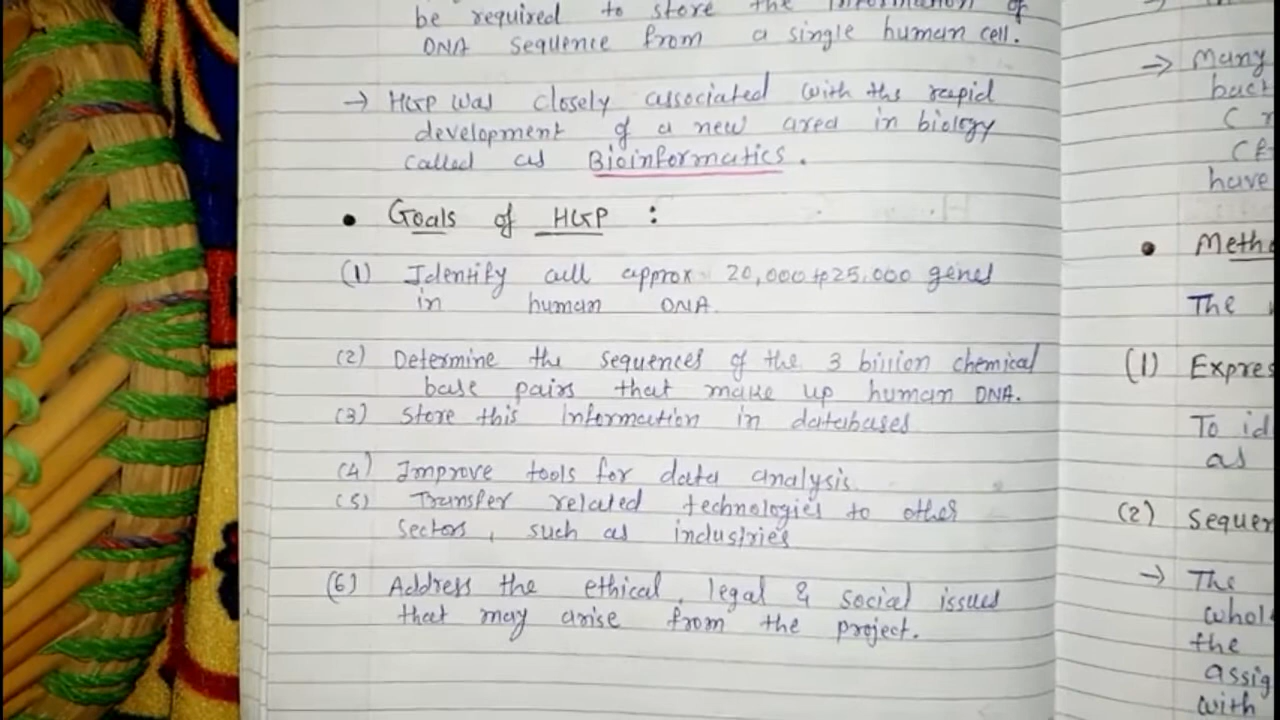 be required to store the information of
DNA sequence from a single human cell.
→ HGP was closely associated with the rapid
development of a new area in biology
called as Bioinformatics.
• Goals of HGP :
(1) Identify all approx 20,000 to 25,000 genes
in human DNA.
(2) Determine the sequences of the 3 billion chemical
base pairs that make up human DNA.
(3) Store this information in databases
(4) Improve tools for data analysis.
(5) Transfer related technologies to other
sectors, such as industries
(6) Address the ethical, legal & social issues
that may arise from the project.
→ Many
bact
have
• Meth
The
(1) Expres
To id
as
(2) Sequen
→ The
whol
the
assig
with